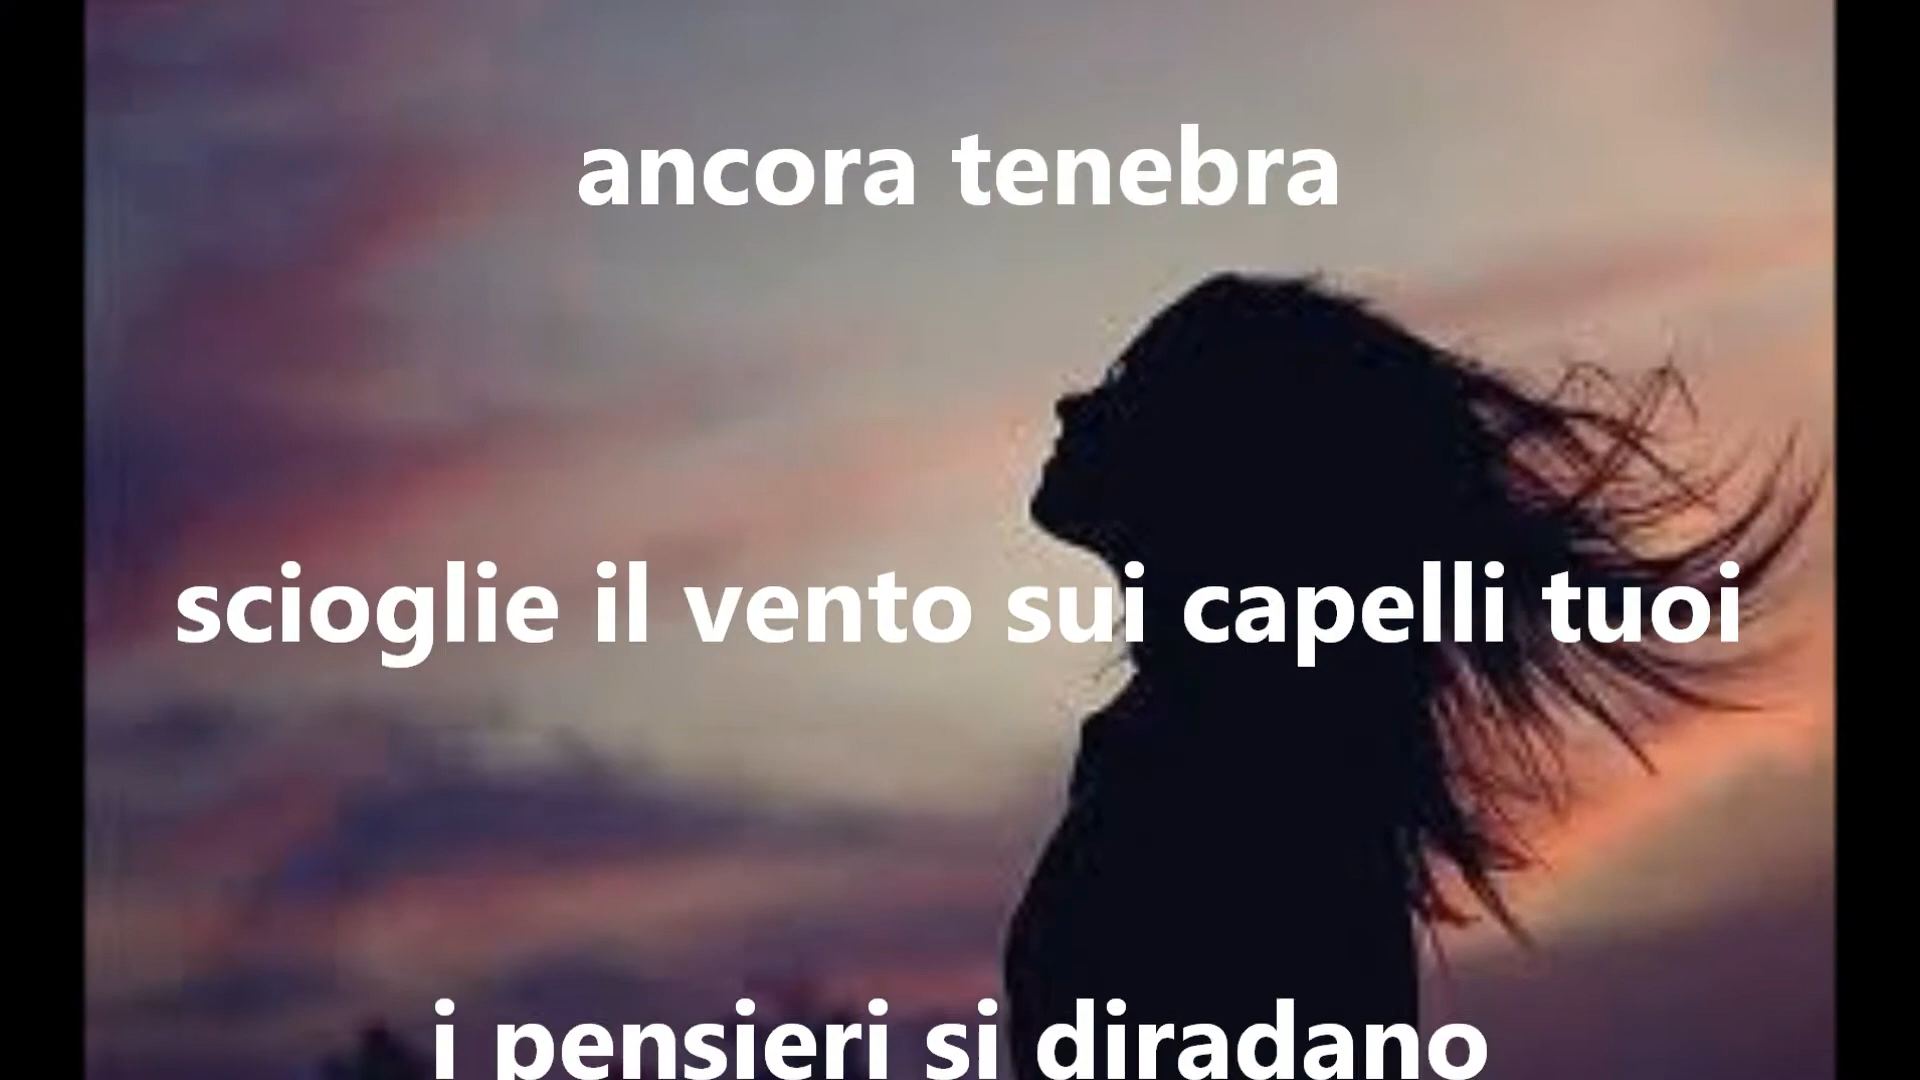 ancora tenebra
scioglie il vento sui capelli tuoi
i pensieri si diradano